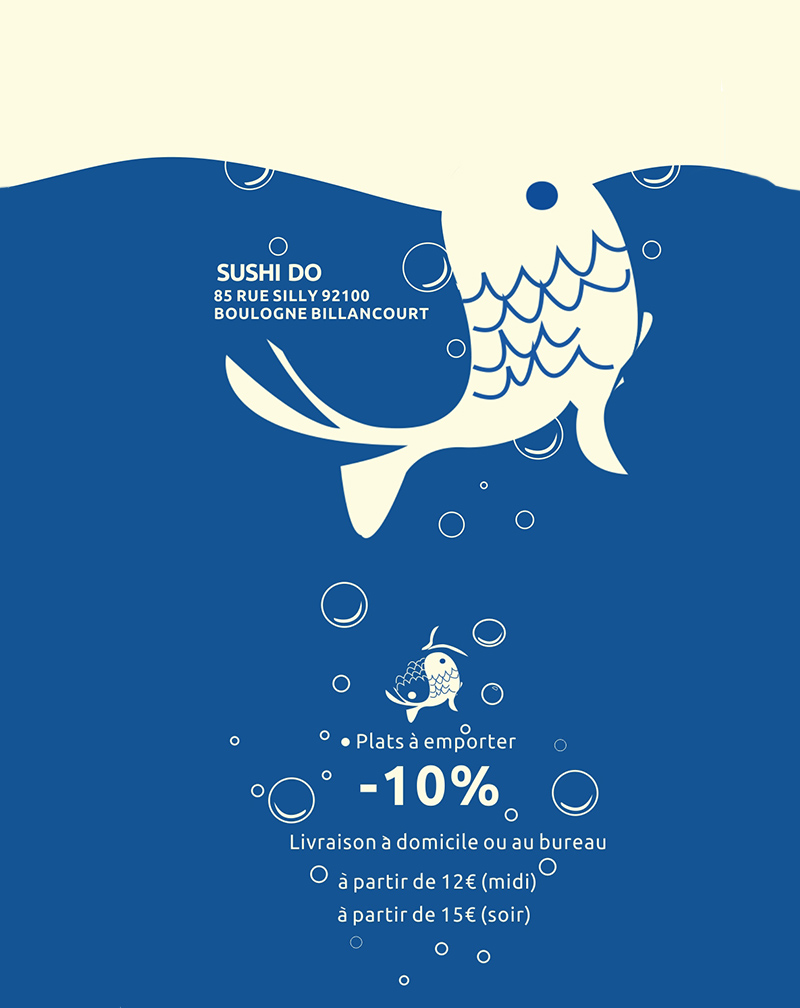 SUSHI DO
85 RUE SILLY 92100
BOULOGNE BILLANCOURT
• Plats à emporter
-10%
Livraison à domicile ou au bureau
à partir de 12€ (midi)
à partir de 15€ (soir)